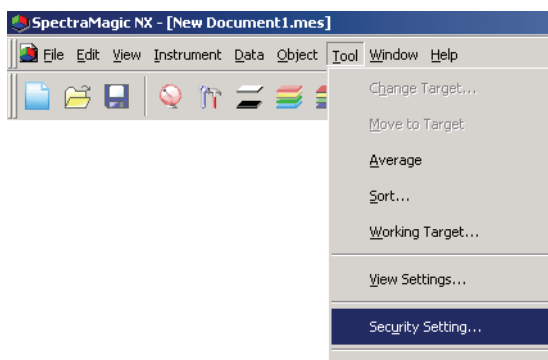 SpectraMagic NX - [New Document1.mes]
File Edit View Instrument Data Object Tool Window Help
Change Target...
Move to Target
Average
Sort...
Working Target...
View Settings...
Security Setting...